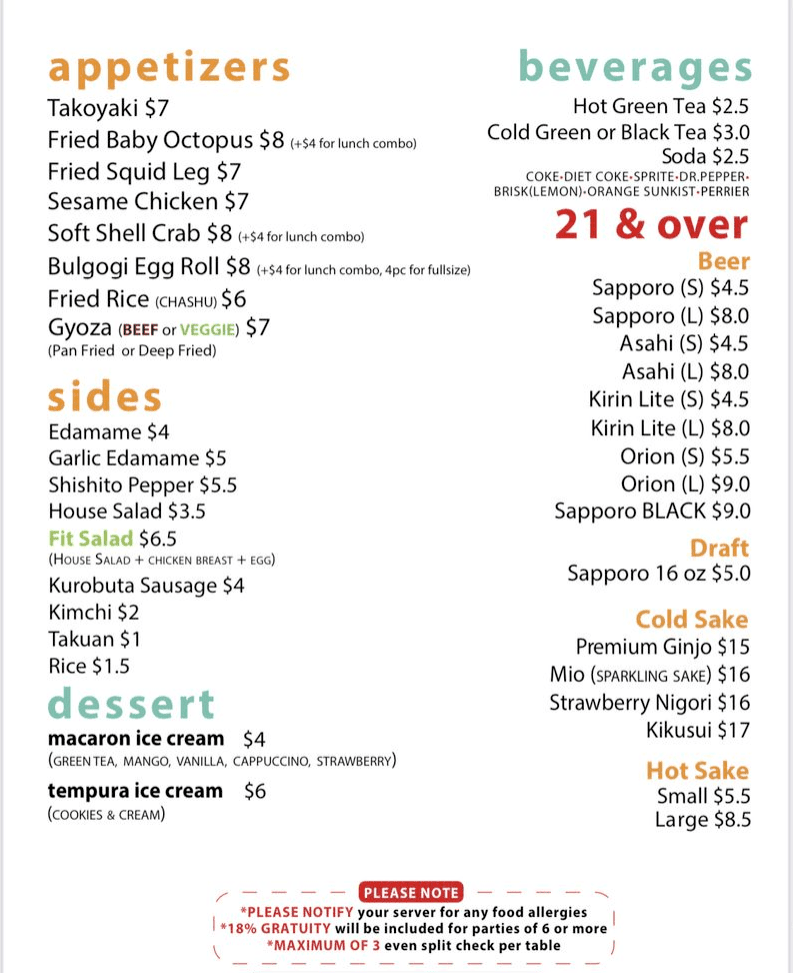 appetizers
Takoyaki $7
Fried Baby Octopus $8 (+$4 for lunch combo)
Fried Squid Leg $7
Sesame Chicken $7
Soft Shell Crab $8 (+$4 for lunch combo)
Bulgogi Egg Roll $8 (+$4 for lunch combo, 4pc for fullsize)
Fried Rice (CHASHU) $6
Gyoza (BEEF or VEGGIE) $7
(Pan Fried or Deep Fried)
sides
Edamame $4
Garlic Edamame $5
Shishito Pepper $5.5
House Salad $3.5
Fit Salad $6.5
(HOUSE SALAD + CHICKEN BREAST + EGG)
Kurobuta Sausage $4
Kimchi $2
Takuan $1
Rice $1.5
dessert
macaron ice cream $4
(GREEN TEA, MANGO, VANILLA, CAPPUCCINO, STRAWBERRY)
tempura ice cream $6
(COOKIES & CREAM)
beverages
Hot Green Tea $2.5
Cold Green or Black Tea $3.0
Soda $2.5
COKE•DIET COKE•SPRITE•DR.PEPPER•
BRISK(LEMON)•ORANGE SUNKIST•PERRIER
21 & over
Beer
Sapporo (S) $4.5
Sapporo (L) $8.0
Asahi (S) $4.5
Asahi (L) $8.0
Kirin Lite (S) $4.5
Kirin Lite (L) $8.0
Orion (S) $5.5
Orion (L) $9.0
Sapporo BLACK $9.0
Draft
Sapporo 16 oz $5.0
Cold Sake
Premium Ginjo $15
Mio (SPARKLING SAKE) $16
Strawberry Nigori $16
Kikusui $17
Hot Sake
Small $5.5
Large $8.5
PLEASE NOTE
*PLEASE NOTIFY your server for any food allergies
*18% GRATUITY will be included for parties of 6 or more
*MAXIMUM OF 3 even split check per table